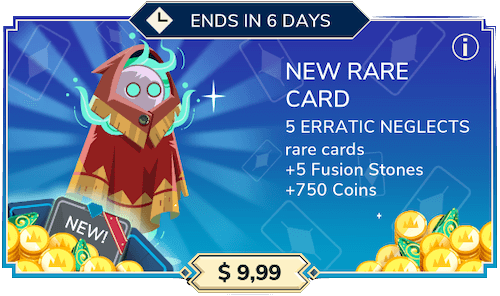 ENDS IN 6 DAYS
NEW RARE
CARD
5 ERRATIC NEGLECTS
rare cards
+5 Fusion Stones
+750 Coins
NEW!
$ 9,99